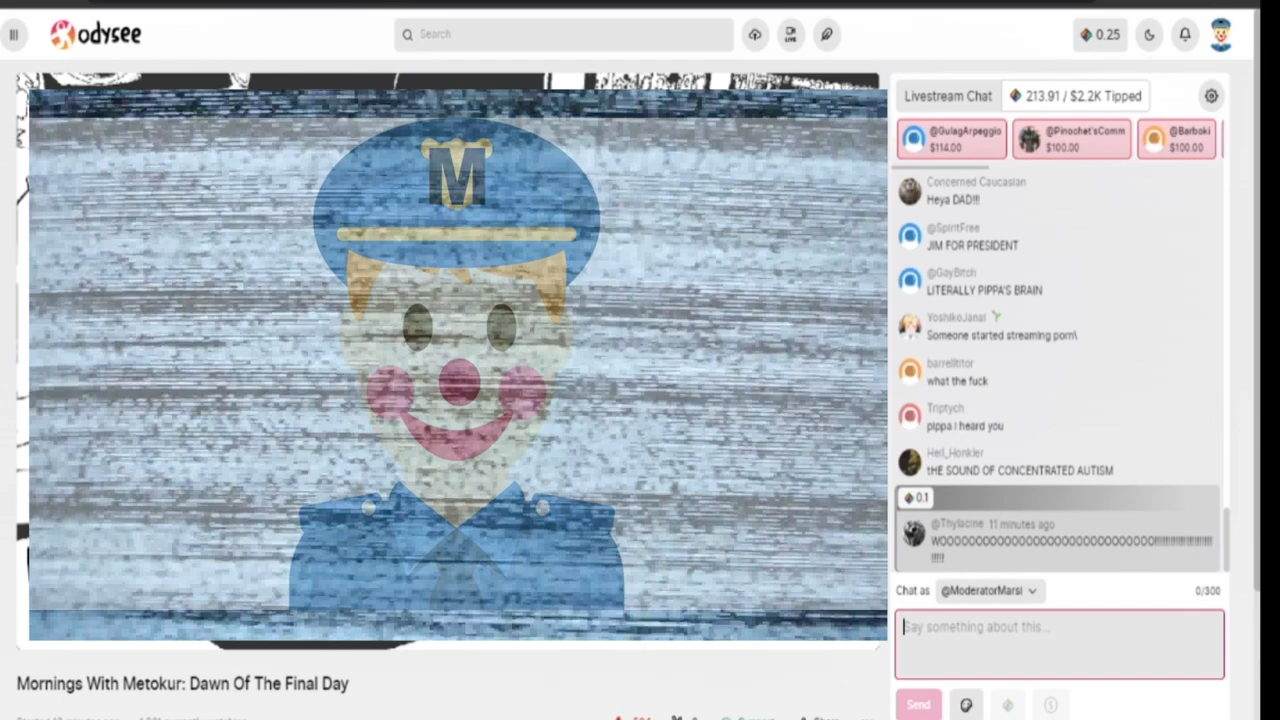 odysee
Search
LIVE
0.25
M
Livestream Chat
213.91 / $2.2K Tipped
@GulagArpeggio
$114.00
@Pinochet'sComm
$100.00
@Barboki
$100.00
Concerned Caucasian
Heya DAD!!!
@SpiritFree
JIM FOR PRESIDENT
@GayBitch
LITERALLY PIPPA'S BRAIN
YoshikoJanai
Someone started streaming porn\
barrelltitor
what the fuck
Triptych
pippa i heard you
Heil_Honkler
tHE SOUND OF CONCENTRATED AUTISM
0.1
@Thylacine 11 minutes ago
Chat as @ModeratorMarsl
0/300
Say something about this...
Send
Mornings With Metokur: Dawn Of The Final Day